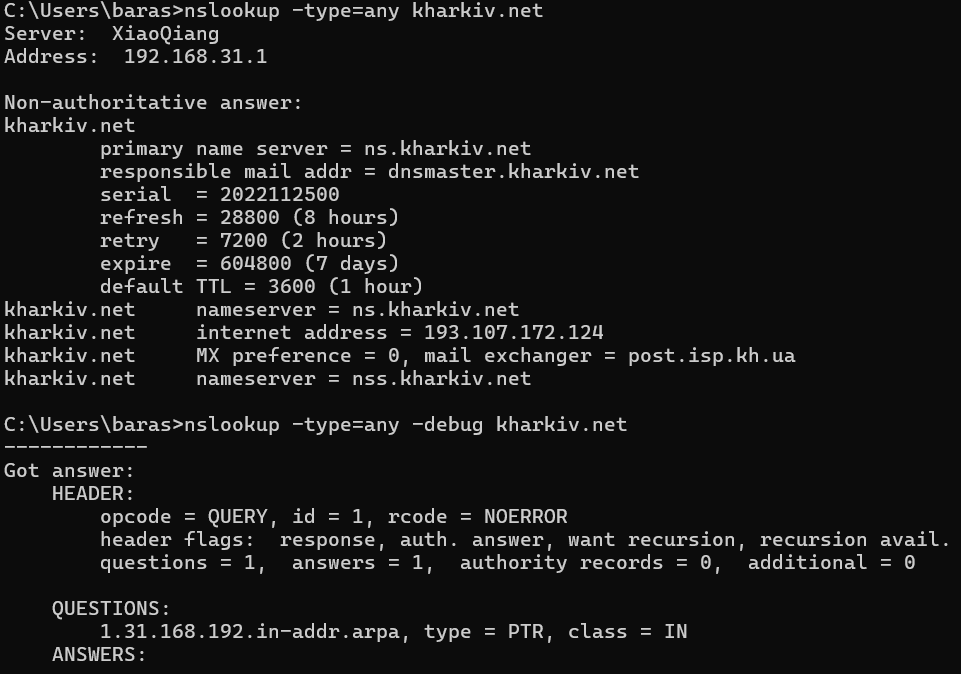 C:\Users\baras>nslookup -type=any kharkiv.net
Server:  XiaoQiang
Address:  192.168.31.1

Non-authoritative answer:
kharkiv.net
        primary name server = ns.kharkiv.net
        responsible mail addr = dnsmaster.kharkiv.net
        serial  = 2022112500
        refresh = 28800 (8 hours)
        retry   = 7200 (2 hours)
        expire  = 604800 (7 days)
        default TTL = 3600 (1 hour)
kharkiv.net     nameserver = ns.kharkiv.net
kharkiv.net     internet address = 193.107.172.124
kharkiv.net     MX preference = 0, mail exchanger = post.isp.kh.ua
kharkiv.net     nameserver = nss.kharkiv.net

C:\Users\baras>nslookup -type=any -debug kharkiv.net
------------
Got answer:
    HEADER:
        opcode = QUERY, id = 1, rcode = NOERROR
        header flags:  response, auth. answer, want recursion, recursion avail.
        questions = 1,  answers = 1,  authority records = 0,  additional = 0

    QUESTIONS:
        1.31.168.192.in-addr.arpa, type = PTR, class = IN
    ANSWERS: